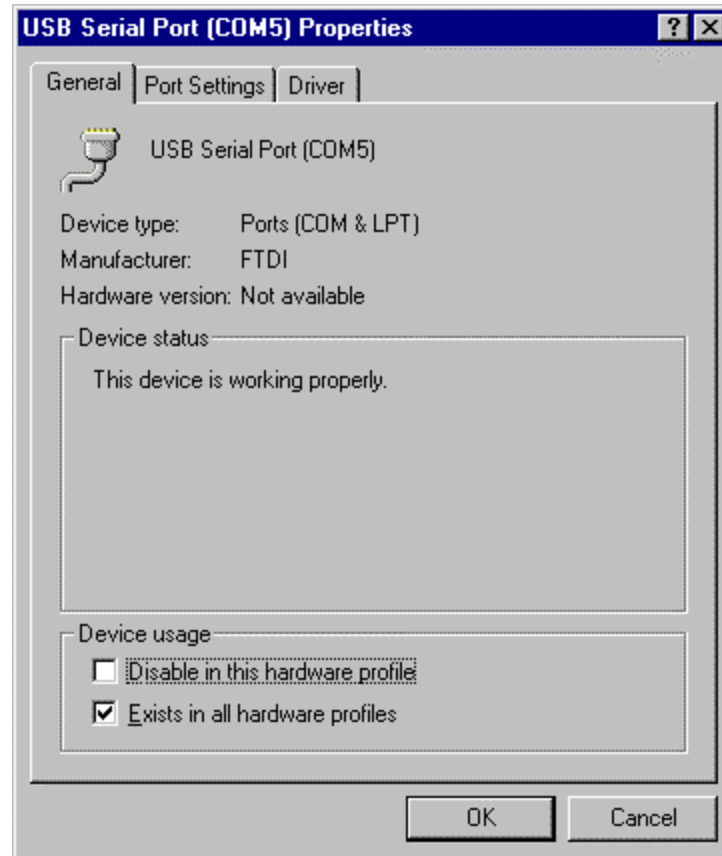 USB Serial Port (COM5) Properties
General Port Settings Driver
USB Serial Port (COM5)
Device type: Ports (COM & LPT)
Manufacturer: FTDI
Hardware version: Not available
Device status
This device is working properly.
Device usage
Disable in this hardware profile
Exists in all hardware profiles
OK Cancel